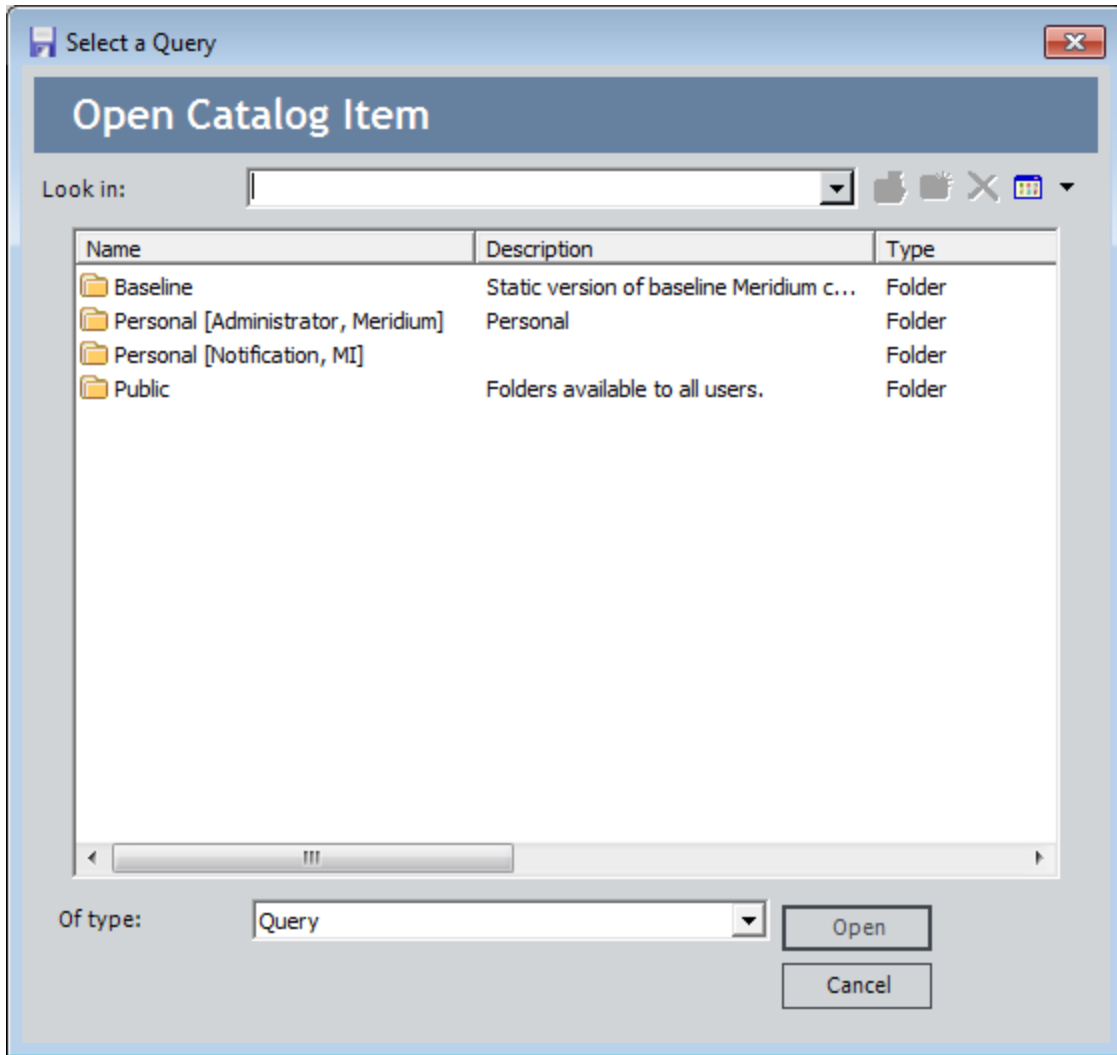 Select a Query
Open Catalog Item
Look in:
Name Description Type
Baseline Static version of baseline Meridium c... Folder
Personal [Administrator, Meridium] Personal Folder
Personal [Notification, MI] Folder
Public Folders available to all users. Folder
Of type: Query Open
Cancel